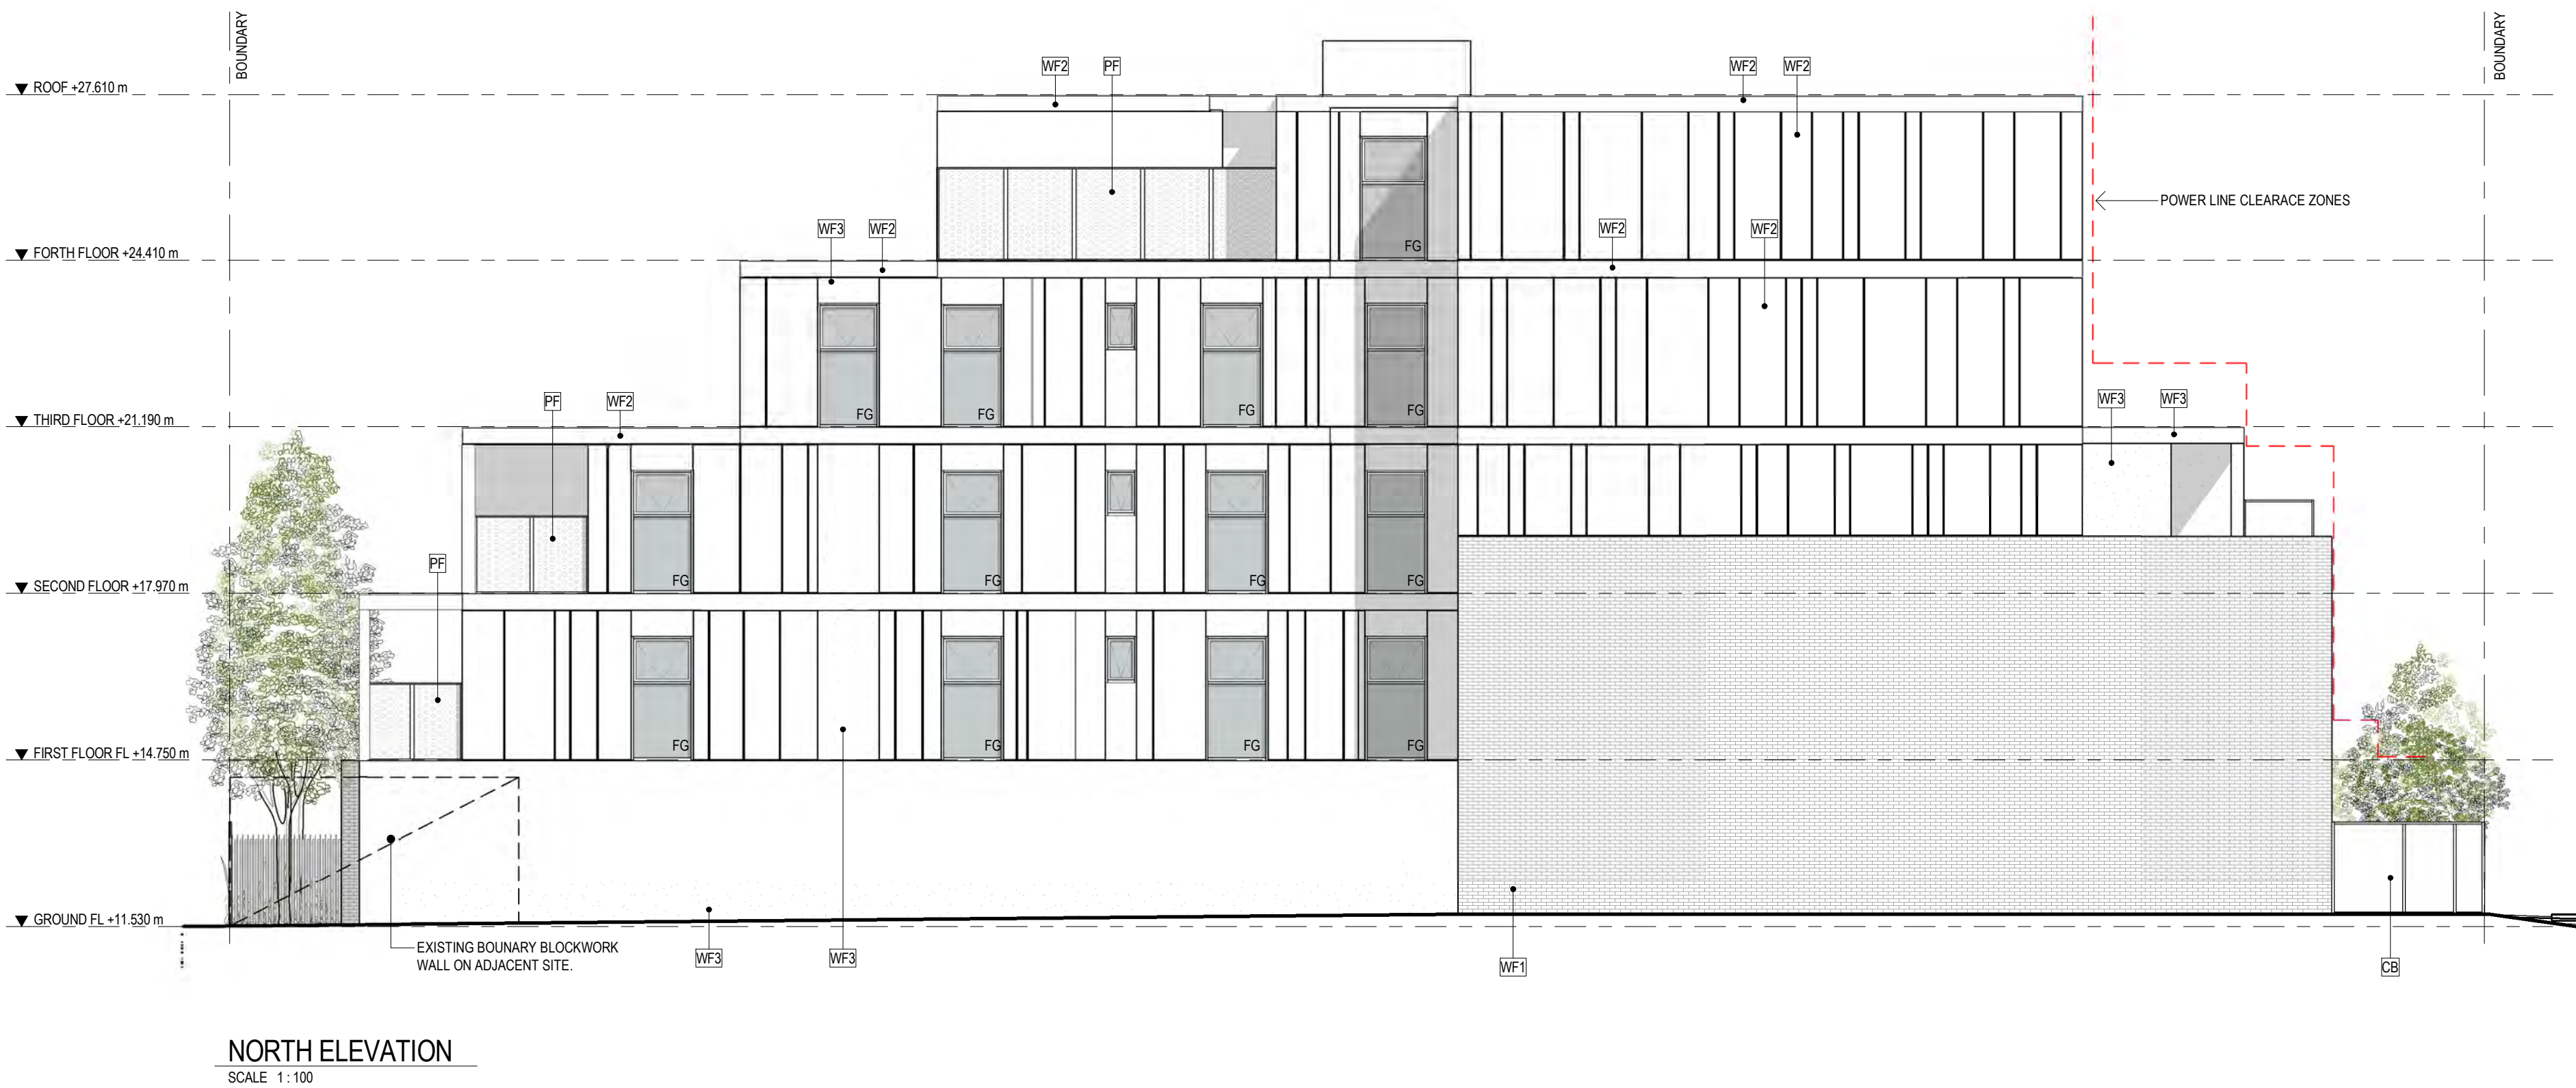 BOUNDARY
BOUNDARY
WF2
PF
WF2
WF2
ROOF +27.610 m
POWER LINE CLEARACE ZONES
WF3
WF2
WF2
WF2
FG
FORTH FLOOR +24.410 m
PF
WF2
WF3
WF3
FG
FG
FG
FG
THIRD FLOOR +21.190 m
PF
FG
FG
FG
FG
SECOND FLOOR +17.970 m
FG
FG
FG
FG
FIRST FLOOR FL +14.750 m
GROUND FL +11.530 m
EXISTING BOUNARY BLOCKWORK
WALL ON ADJACENT SITE.
WF3
WF3
WF1
CB
NORTH ELEVATION
SCALE 1 : 100